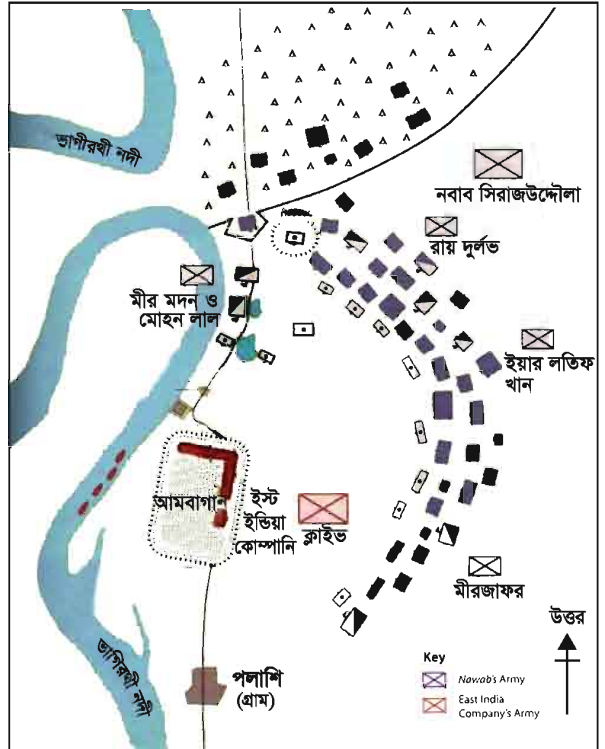 ভাগীরথী নদী
নবাব সিরাজউদ্দৌলা
রায় দুর্লভ
মীর মদন ও
মোহন লাল
ইয়ার লতিফ
খান
আমবাগান
ইস্ট
ইন্ডিয়া
কোম্পানি
ক্লাইভ
মীরজাফর
উত্তর
ভাগিরথী নদী
পলাশি
(গ্রাম)
Key
Nawab's Army
East India
Company's Army